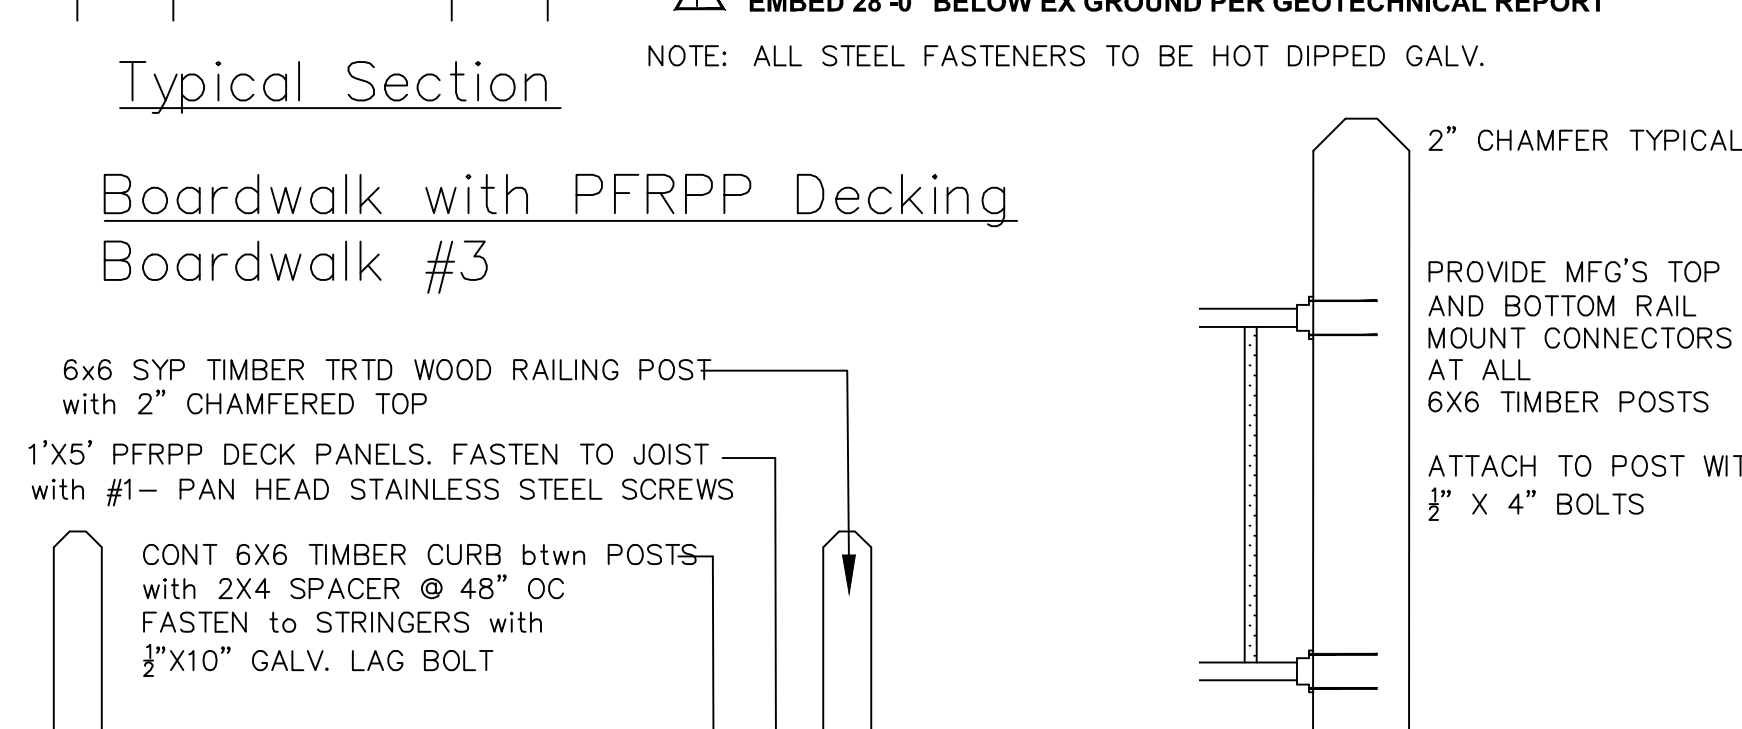 EMBED 28'-0" BELOW EX GROUND PER GEOTECHNICAL REPORT
NOTE: ALL STEEL FASTENERS TO BE HOT DIPPED GALV.
Typical Section
Boardwalk with PFRPP Decking
Boardwalk #3
6x6 SYP TIMBER TRTD WOOD RAILING POST
with 2" CHAMFERED TOP
1'X5' PFRPP DECK PANELS. FASTEN TO JOIST
with #1– PAN HEAD STAINLESS STEEL SCREWS
CONT 6X6 TIMBER CURB btwn POSTS
with 2X4 SPACER @ 48" OC
FASTEN to STRINGERS with
½"X10" GALV. LAG BOLT
2" CHAMFER TYPICAL
PROVIDE MFG'S TOP
AND BOTTOM RAIL
MOUNT CONNECTORS
AT ALL
6X6 TIMBER POSTS
ATTACH TO POST WIT
½" X 4" BOLTS